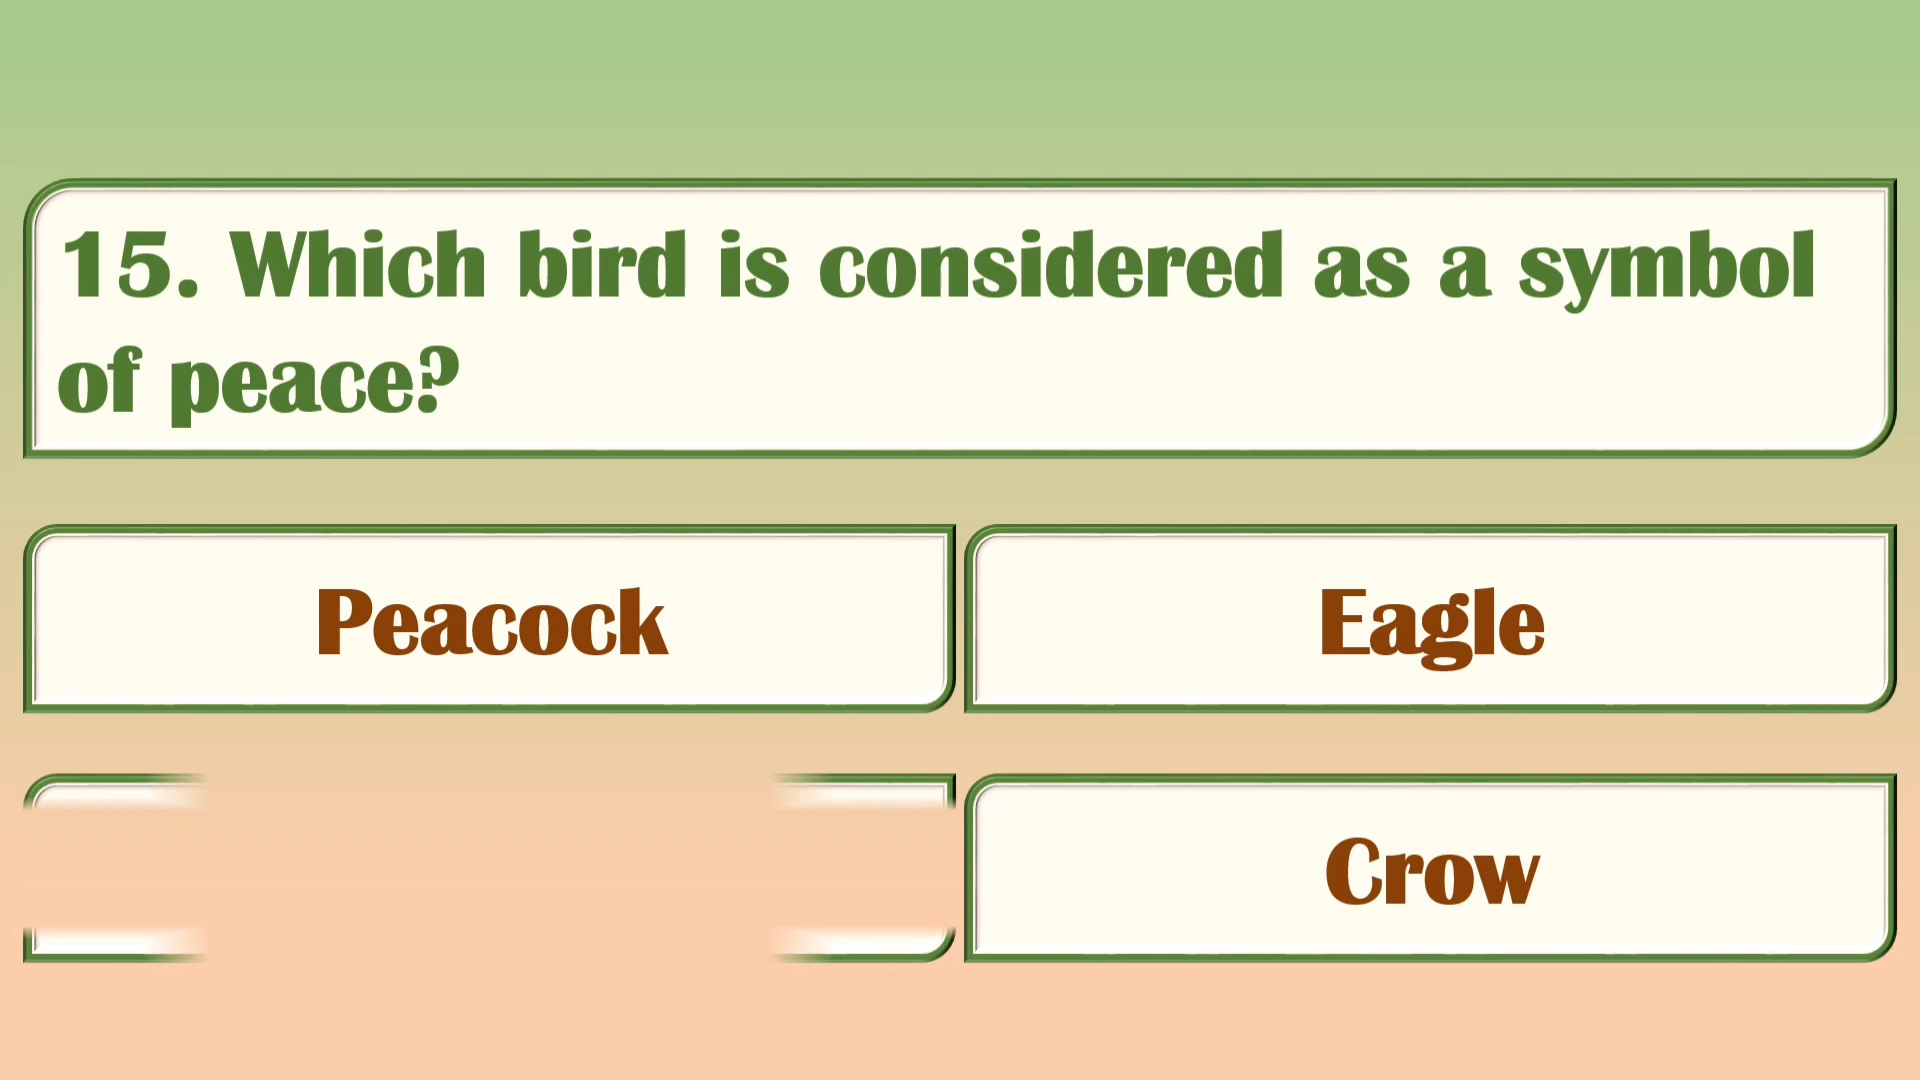 15. Which bird is considered as a symbol
of peace?
Peacock
Eagle
Crow